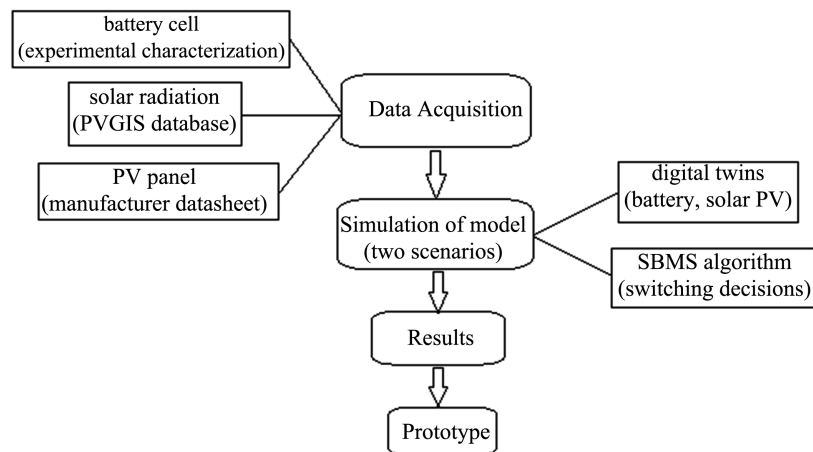 battery cell
(experimental characterization)
solar radiation
(PVGIS database)
PV panel
(manufacturer datasheet)
Data Acquisition
Simulation of model
(two scenarios)
digital twins
(battery, solar PV)
SBMS algorithm
(switching decisions)
Results
Prototype